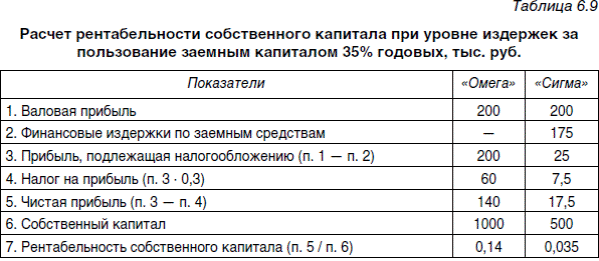 Таблица 6.9
Расчет рентабельности собственного капитала при уровне издержек за
пользование заемным капиталом 35% годовых, тыс. руб.
Показатели «Омега» «Сигма»
1. Валовая прибыль 200 200
2. Финансовые издержки по заемным средствам — 175
3. Прибыль, подлежащая налогообложению (п. 1 — п. 2) 200 25
4. Налог на прибыль (п. 3 · 0,3) 60 7,5
5. Чистая прибыль (п. 3 — п. 4) 140 17,5
6. Собственный капитал 1000 500
7. Рентабельность собственного капитала (п. 5 / п. 6) 0,14 0,035